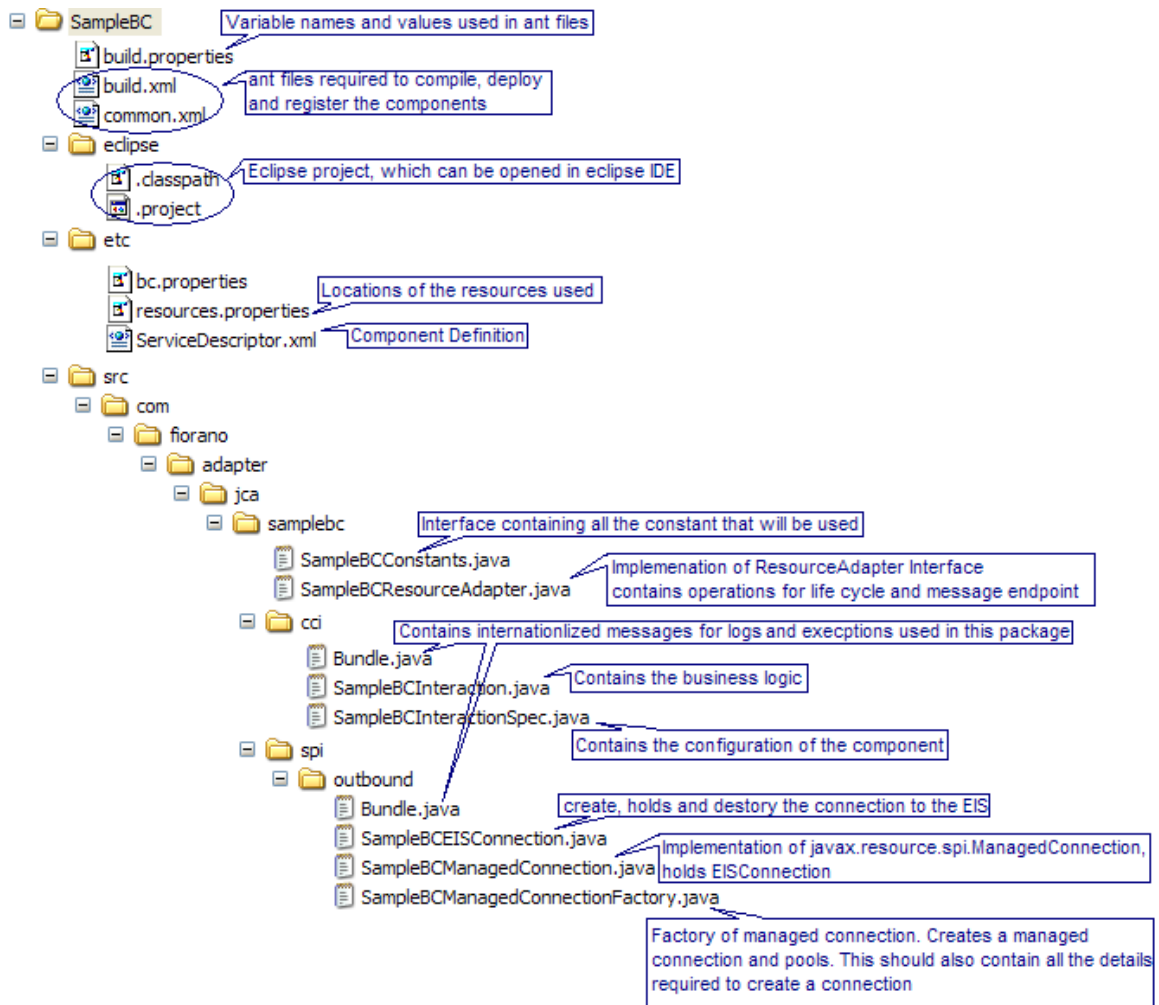 SampleBC
Variable names and values used in ant files
build.properties
build.xml
ant files required to compile, deploy
and register the components
common.xml
eclipse
.classpath
Eclipse project, which can be opened in eclipse IDE
.project
etc
bc.properties
Locations of the resources used
resources.properties
ServiceDescriptor.xml
Component Definition
src
com
fiorano
adapter
jca
samplebc
Interface containing all the constant that will be used
SampleBCConstants.java
SampleBCResourceAdapter.java
Implemenation of ResourceAdapter Interface
contains operations for life cycle and message endpoint
cci
Contains internationlized messages for logs and execptions used in this package
Bundle.java
SampleBCInteraction.java
Contains the business logic
SampleBCInteractionSpec.java
Contains the configuration of the component
spi
outbound
Bundle.java
create, holds and destory the connection to the EIS
SampleBCEISConnection.java
SampleBCManagedConnection.java
Implementation of javax.resource.spi.ManagedConnection,
holds EISConnection
SampleBCManagedConnectionFactory.java
Factory of managed connection. Creates a managed
connection and pools. This should also contain all the details
required to create a connection